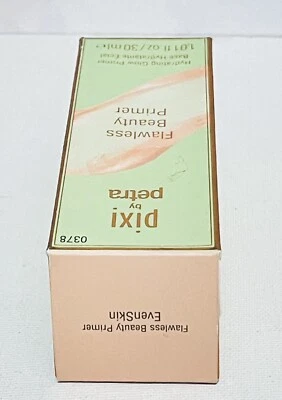 0378
pixi
by
petra
Flawless
Beauty
Primer
Hydrating Glow Primer
Base Hydratante Éclat
1.01 fl oz / 30 ml ℮
Flawless Beauty Primer
EvenSkin